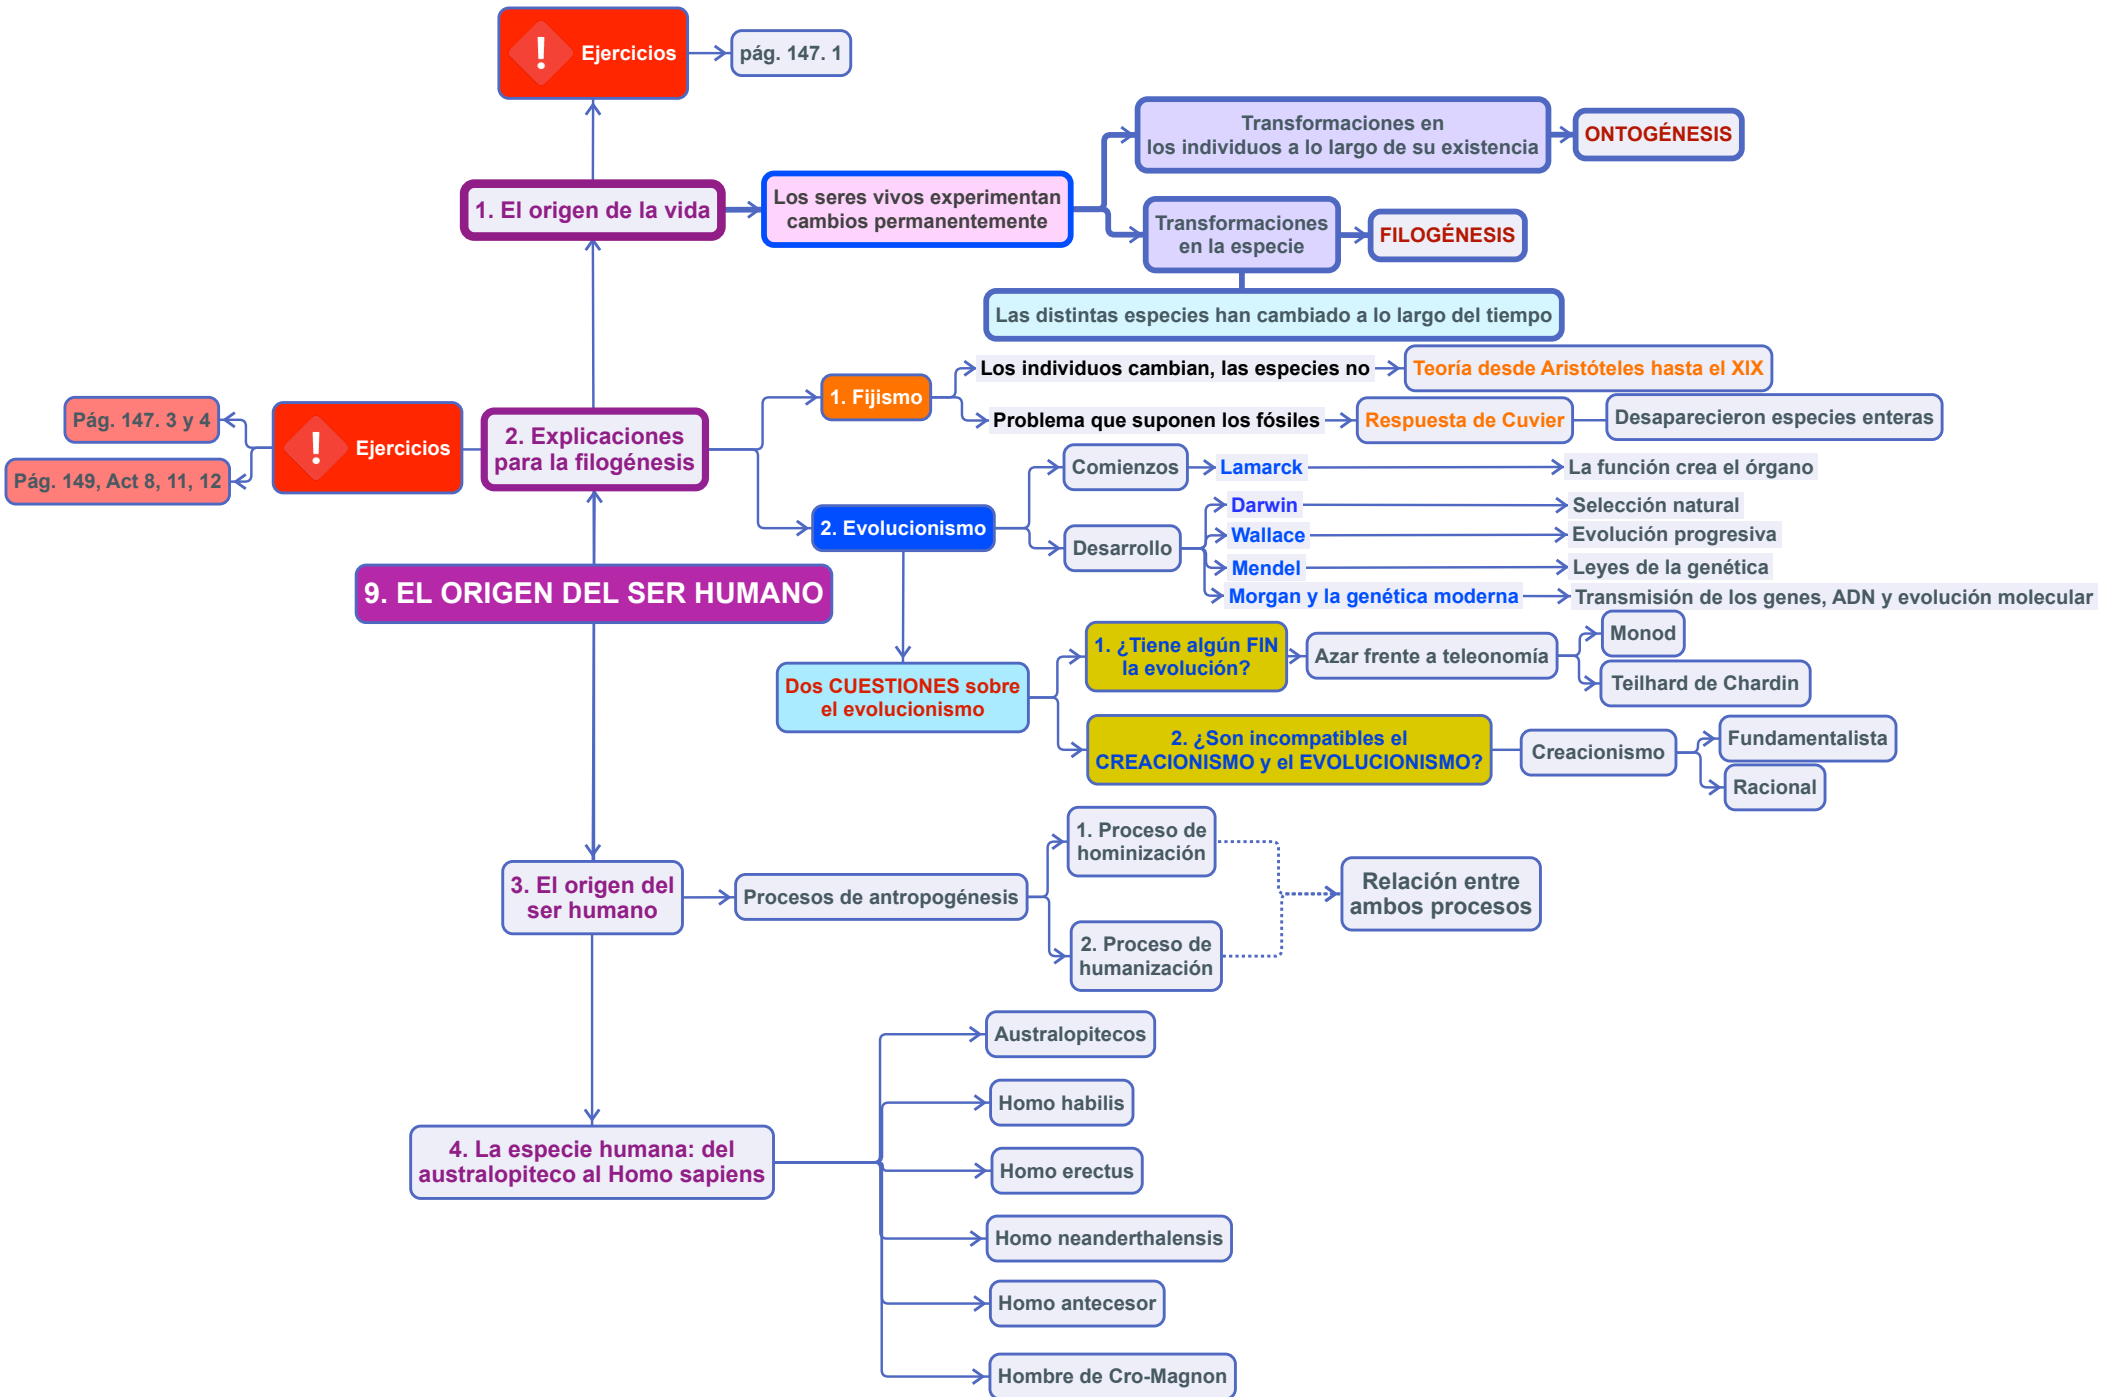 Ejercicios
pág. 147. 1
Transformaciones en
los individuos a lo largo de su existencia
ONTOGÉNESIS
1. El origen de la vida
Los seres vivos experimentan
cambios permanentemente
Transformaciones
en la especie
FILOGÉNESIS
Las distintas especies han cambiado a lo largo del tiempo
Pág. 147. 3 y 4
Pág. 149, Act 8, 11, 12
Ejercicios
2. Explicaciones
para la filogénesis
1. Fijismo
Los individuos cambian, las especies no
Teoría desde Aristóteles hasta el XIX
Problema que suponen los fósiles
Respuesta de Cuvier
Desaparecieron especies enteras
2. Evolucionismo
Comienzos
Lamarck
La función crea el órgano
Desarrollo
Darwin
Selección natural
Wallace
Evolución progresiva
Mendel
Leyes de la genética
Morgan y la genética moderna
Transmisión de los genes, ADN y evolución molecular
9. EL ORIGEN DEL SER HUMANO
Dos CUESTIONES sobre
el evolucionismo
1. ¿Tiene algún FIN
la evolución?
Azar frente a teleonomía
Monod
Teilhard de Chardin
2. ¿Son incompatibles el
CREACIONISMO y el EVOLUCIONISMO?
Creacionismo
Fundamentalista
Racional
3. El origen del
ser humano
Procesos de antropogénesis
1. Proceso de
hominización
2. Proceso de
humanización
Relación entre
ambos procesos
4. La especie humana: del
australopiteco al Homo sapiens
Australopitecos
Homo habilis
Homo erectus
Homo neanderthalensis
Homo antecesor
Hombre de Cro-Magnon